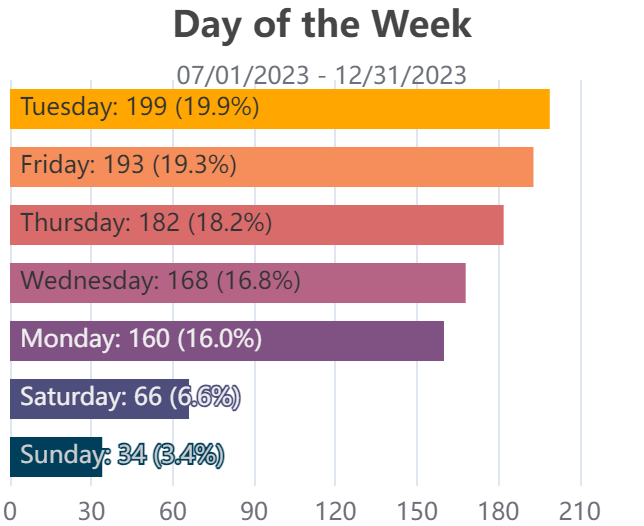 Day of the Week
07/01/2023 - 12/31/2023
Tuesday: 199 (19.9%)
Friday: 193 (19.3%)
Thursday: 182 (18.2%)
Wednesday: 168 (16.8%)
Monday: 160 (16.0%)
Saturday: 66 (6.6%)
Sunday: 34 (3.4%)
0 30 60 90 120 150 180 210